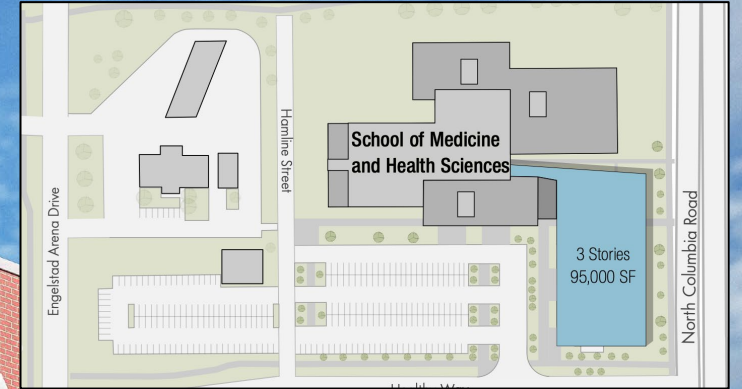 Engelstad Arena Drive
Hamline Street
School of Medicine
and Health Sciences
3 Stories
95,000 SF
North Columbia Road